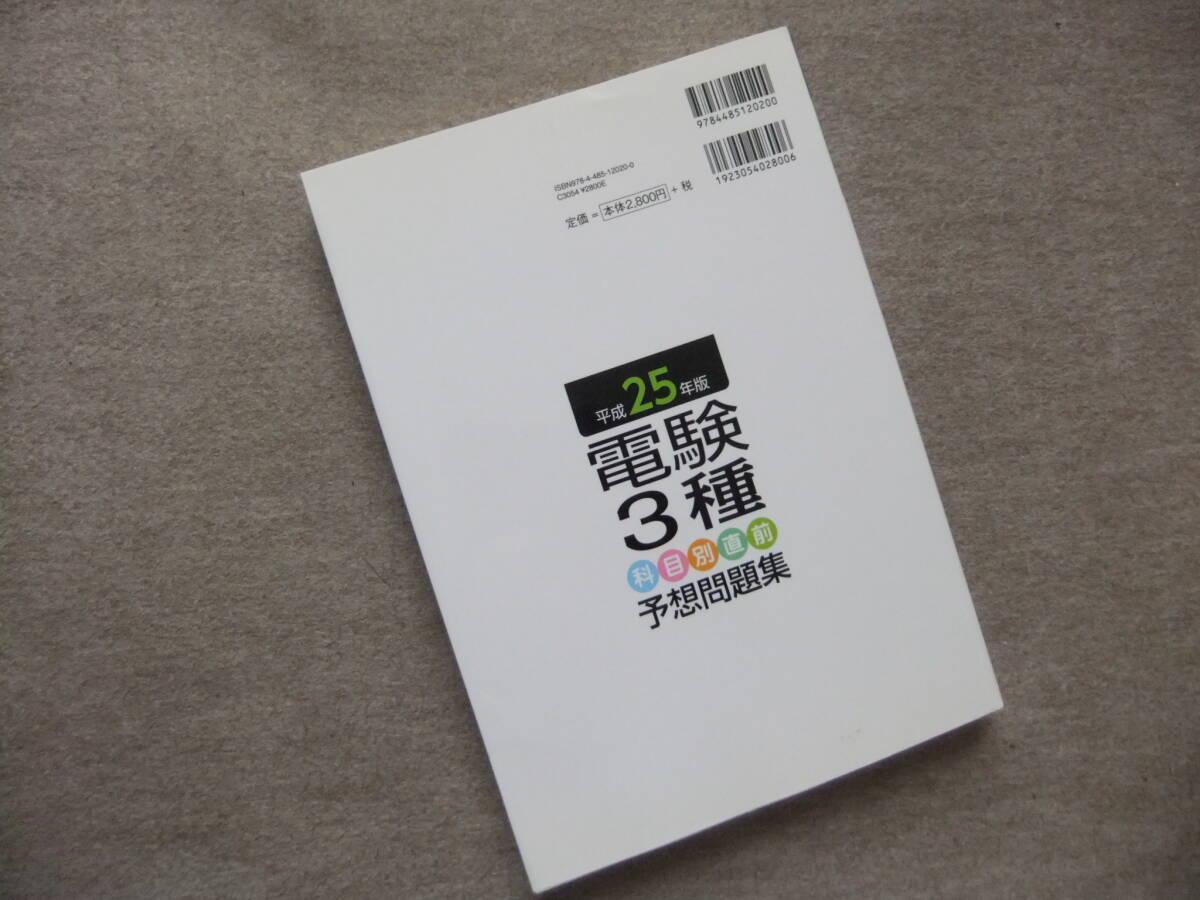 9784485120200
1923054028006
ISBN978-4-485-12020-0
C3054 ¥2800E
定価 = 本体2,800円 + 税
平成25年版
電験
3種
科目別直前
予想問題集